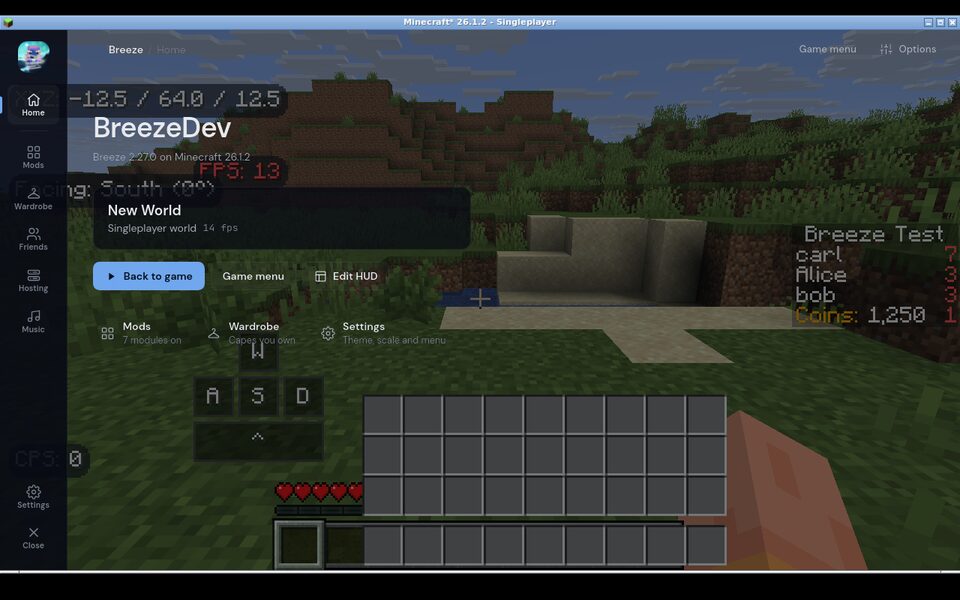 Minecraft* 26.1.2 - Singleplayer
Breeze / Home
Game menu
Options
-12.5 / 64.0 / 12.5
Home
BreezeDev
Breeze 2.27.0 on Minecraft 26.1.2
FPS: 13
Mods
Facing: South (0°)
Wardrobe
New World
Singleplayer world 14 fps
Friends
Breeze Test
carl 7
Alice 3
bob 3
Coins: 1,250 1
Back to game
Game menu
Edit HUD
Hosting
Music
Mods
7 modules on
Wardrobe
Capes you own
Settings
Theme, scale and menu
W
A S D
^
CPS: 0
Settings
Close